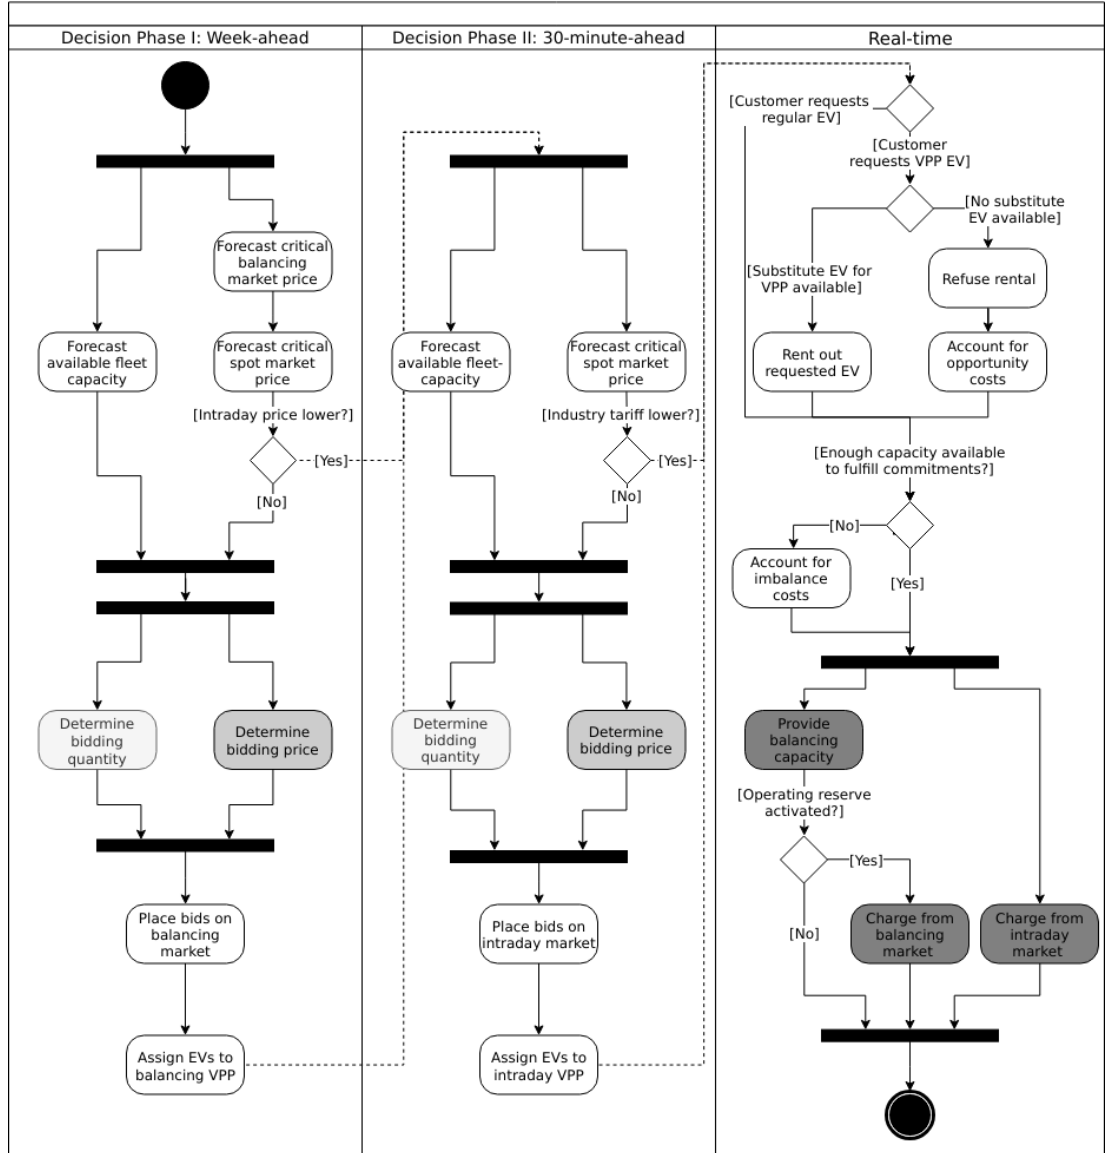 Decision Phase I: Week-ahead
Decision Phase II: 30-minute-ahead
Real-time
Forecast critical
balancing
market price
Forecast
available fleet
capacity
Forecast critical
spot market
price
[Intraday price lower?]
[Yes]
[No]
Determine
bidding
quantity
Determine
bidding price
Place bids on
balancing
market
Assign EVs to
balancing VPP
Forecast
available fleet-
capacity
Forecast critical
spot market
price
[Industry tariff lower?]
[Yes]
[No]
Determine
bidding
quantity
Determine
bidding price
Place bids on
intraday market
Assign EVs to
intraday VPP
[Customer requests
regular EV]
[Customer
requests VPP EV]
[No substitute
EV available]
[Substitute EV for
VPP available]
Refuse rental
Rent out
requested EV
Account for
opportunity
costs
[Enough capacity available
to fulfill commitments?]
[No]
Account for
imbalance
costs
[Yes]
Provide
balancing
capacity
[Operating reserve
activated?]
[Yes]
[No]
Charge from
balancing
market
Charge from
intraday
market